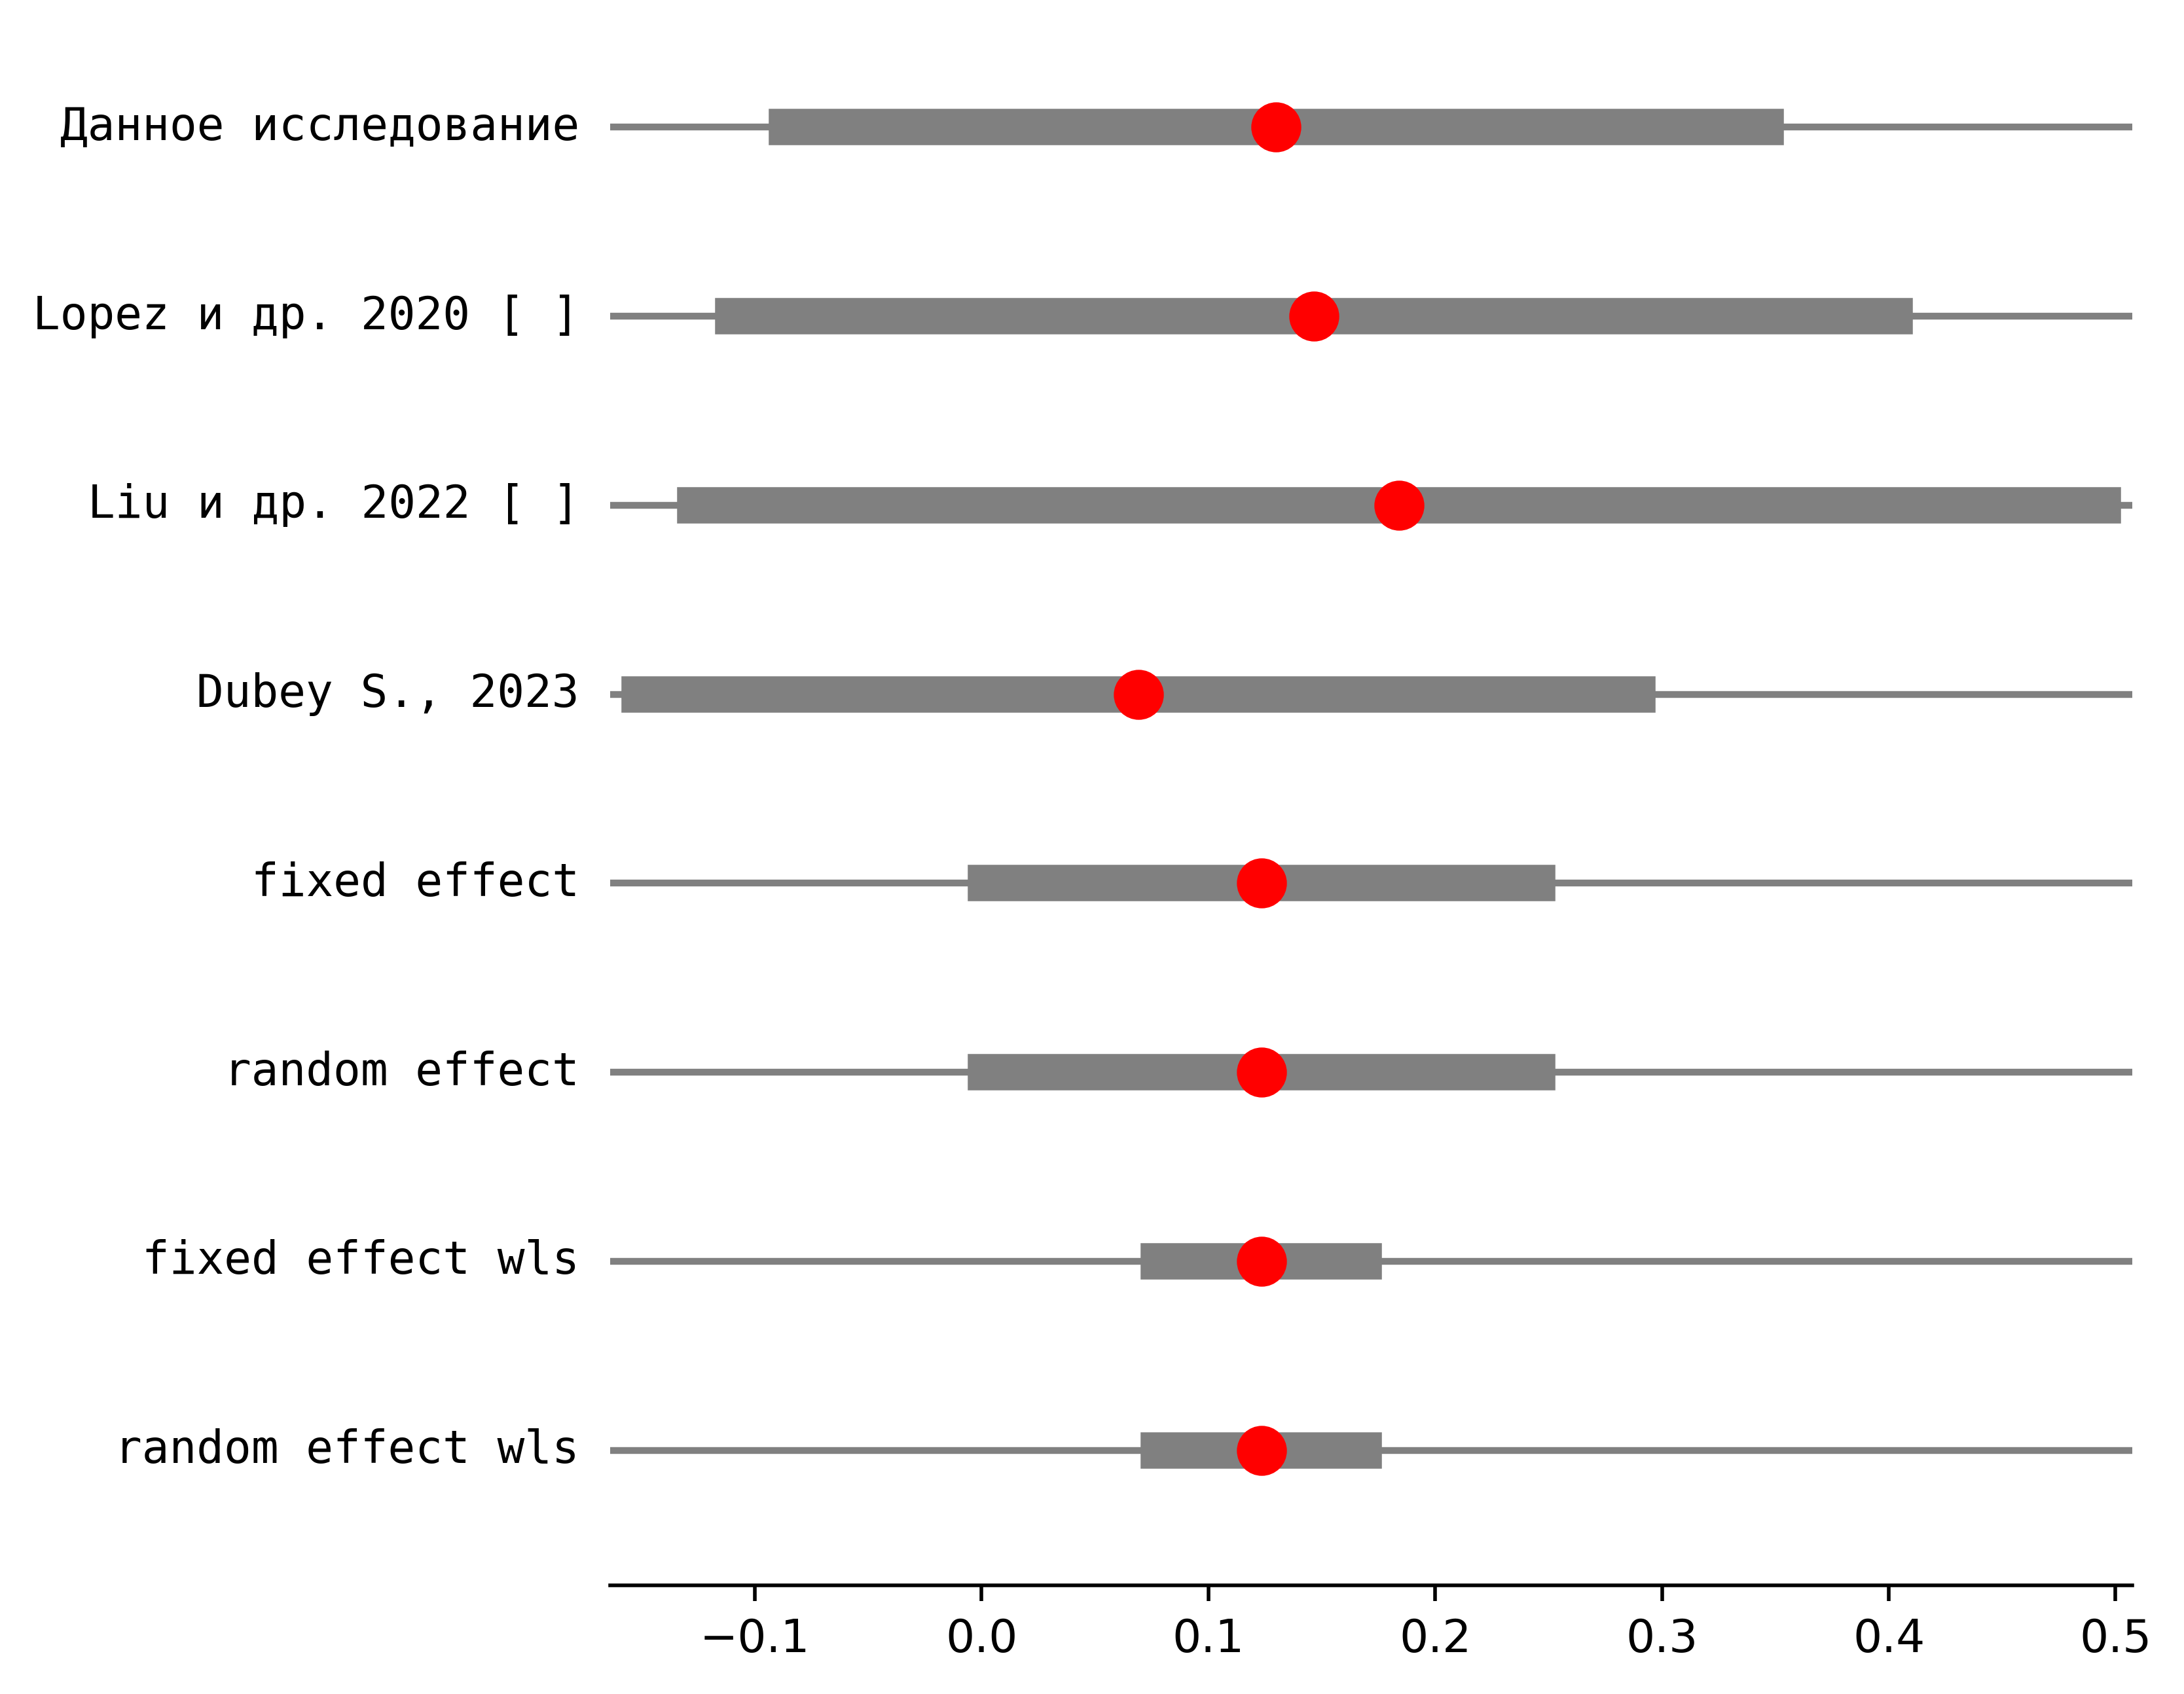 Данное исследование
Lopez и др. 2020 [ ]
Liu и др. 2022 [ ]
Dubey S., 2023
fixed effect
random effect
fixed effect wls
random effect wls
−0.1 0.0 0.1 0.2 0.3 0.4 0.5